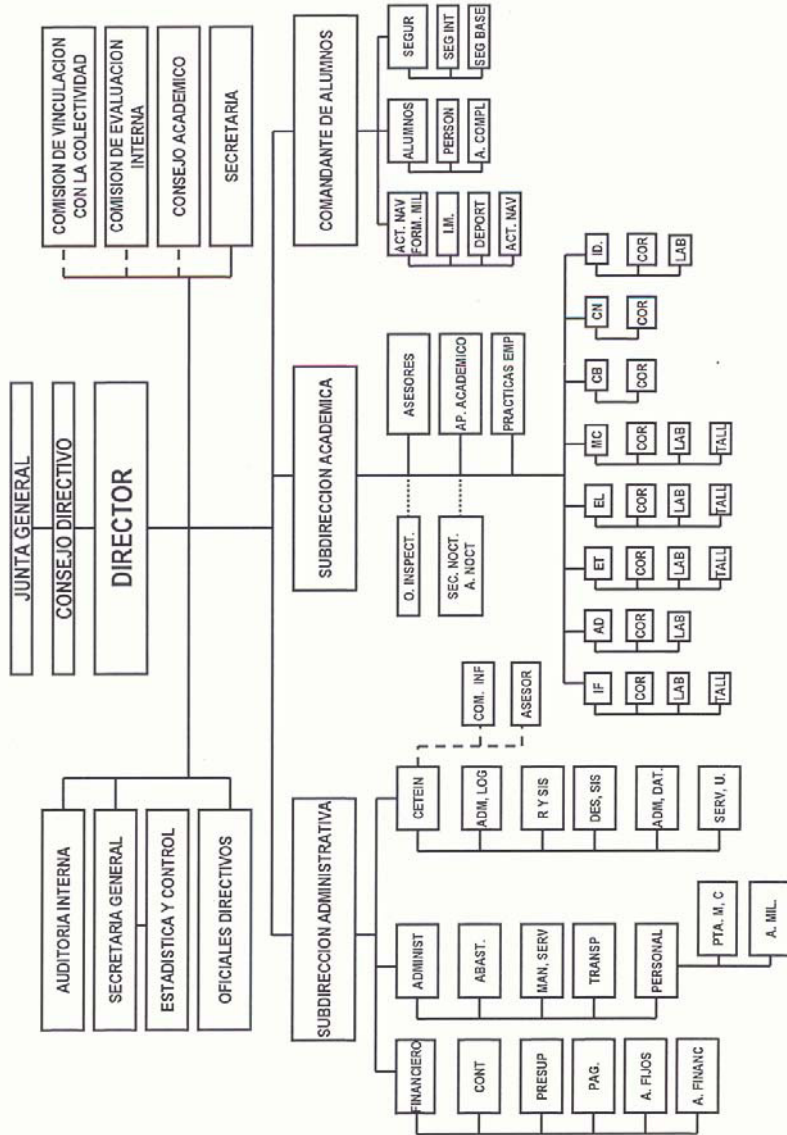 JUNTA GENERAL
CONSEJO DIRECTIVO
DIRECTOR
AUDITORIA INTERNA
SECRETARIA GENERAL
ESTADISTICA Y CONTROL
OFICIALES DIRECTIVOS
COMISION DE VINCULACION
CON LA COLECTIVIDAD
COMISION DE EVALUACION
INTERNA
CONSEJO ACADEMICO
SECRETARIA
SUBDIRECCION ADMINISTRATIVA
FINANCIERO
CONT
PRESUP
PAG.
A. FIJOS
A. FINANC
ADMINIST
ABAST.
MAN, SERV
TRANSP
PERSONAL
PTA. M, C
A. MIL.
CETEIN
COM. INF
ASESOR
ADM, LOG
R Y SIS
DES, SIS
ADM, DAT.
SERV, U.
SUBDIRECCION ACADEMICA
ASESORES
O. INSPECT.
AP. ACADEMICO
SEC. NOCT.
A. NOCT
PRACTICAS EMP
IF
COR
LAB
TALL
AD
COR
LAB
ET
COR
LAB
TALL
EL
COR
LAB
TALL
MC
COR
LAB
TALL
CB
COR
CN
COR
ID.
COR
LAB
COMANDANTE DE ALUMNOS
ACT. NAV
FORM. MIL
I.M.
DEPORT
ACT. NAV
ALUMNOS
PERSON
A. COMPL
SEGUR
SEG INT
SEG BASE